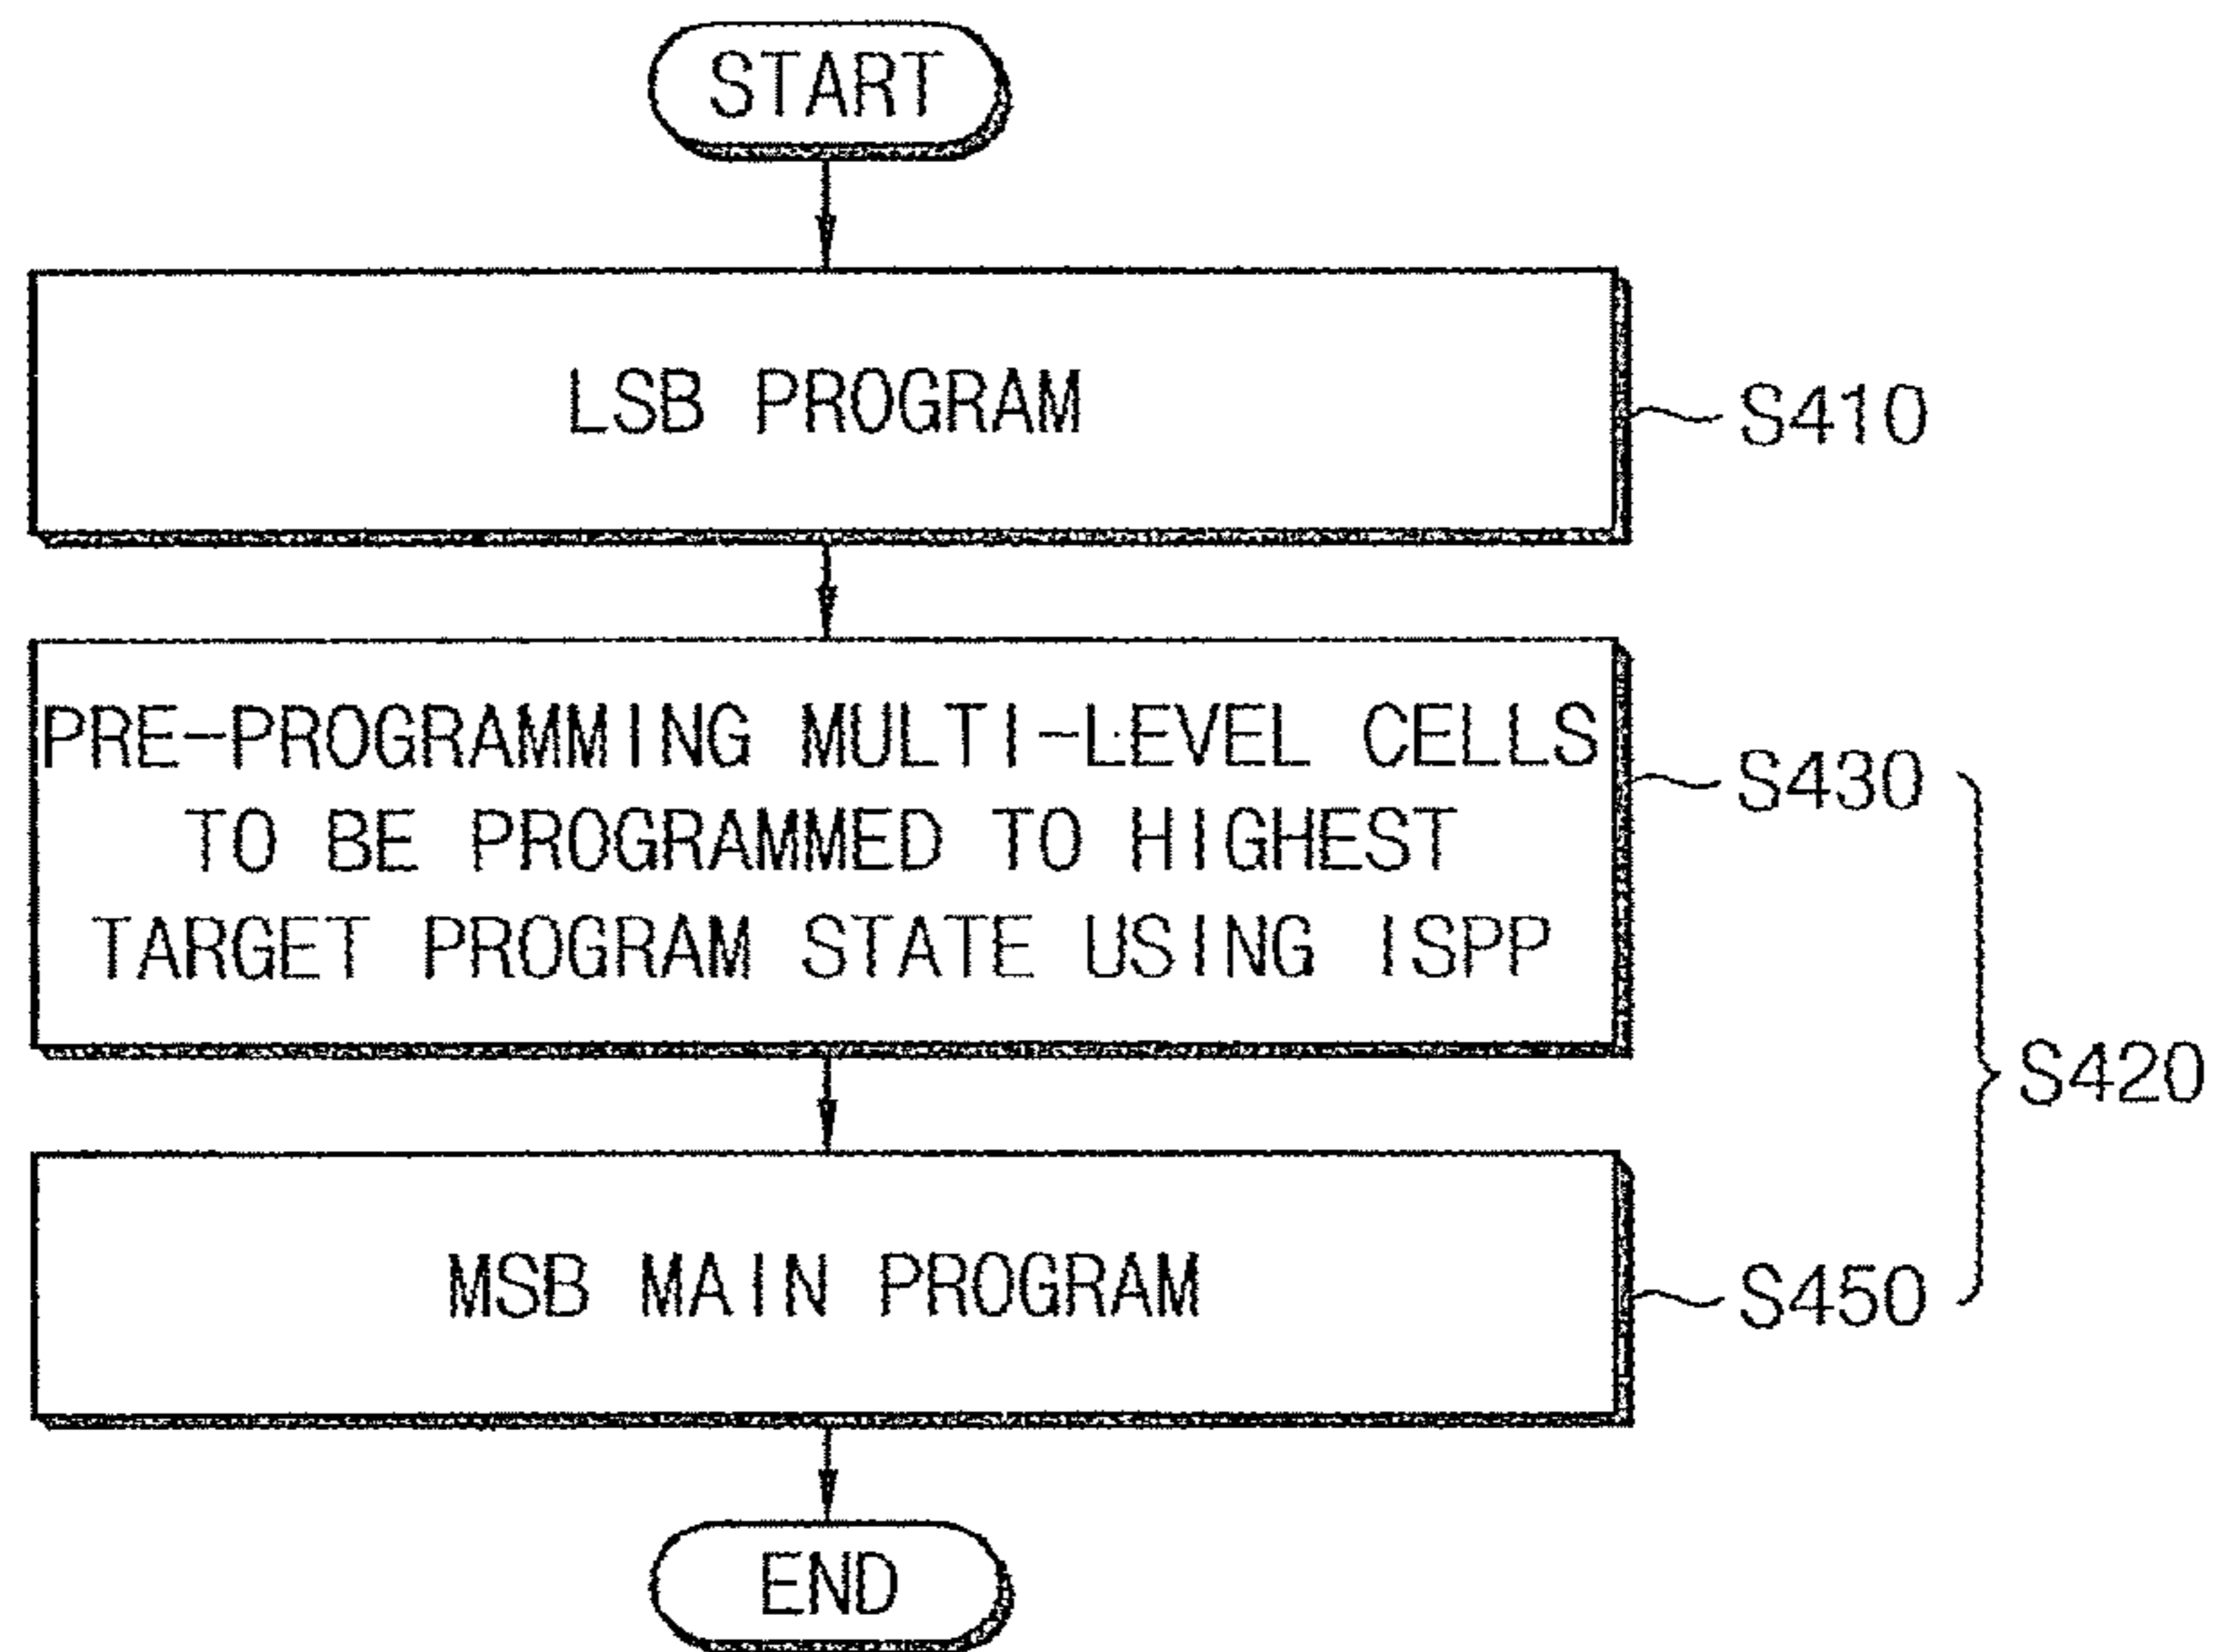 START
LSB PROGRAM
S410
PRE-PROGRAMMING MULTI-LEVEL CELLS
TO BE PROGRAMMED TO HIGHEST
TARGET PROGRAM STATE USING ISPP
S430
S420
MSB MAIN PROGRAM
S450
END